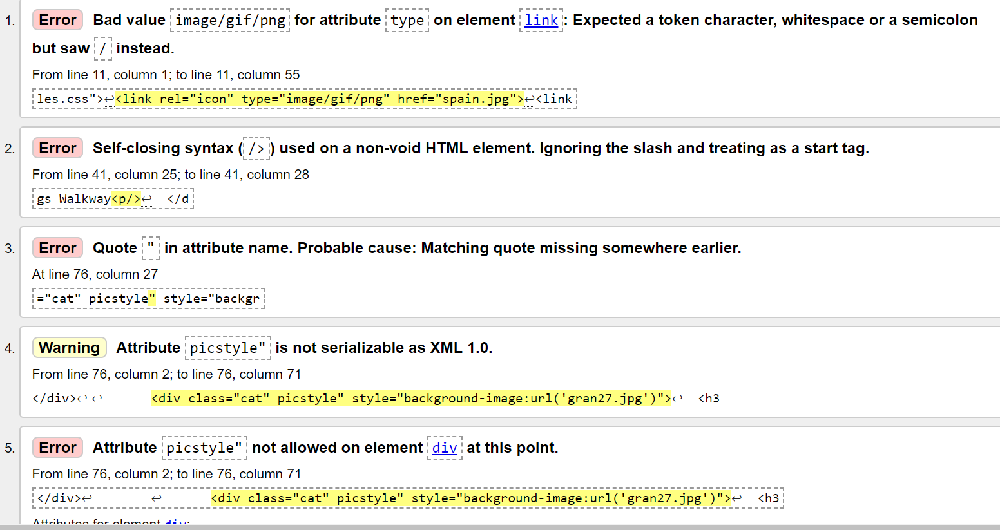 1. Error Bad value image/gif/png for attribute type on element link: Expected a token character, whitespace or a semicolon
but saw / instead.
From line 11, column 1; to line 11, column 55
les.css">↩<link rel="icon" type="image/gif/png" href="spain.jpg">↩<link
2. Error Self-closing syntax (/>) used on a non-void HTML element. Ignoring the slash and treating as a start tag.
From line 41, column 25; to line 41, column 28
gs Walkway<p/>↩ </d
3. Error Quote " in attribute name. Probable cause: Matching quote missing somewhere earlier.
At line 76, column 27
="cat" picstyle" style="backgr
4. Warning Attribute picstyle" is not serializable as XML 1.0.
From line 76, column 2; to line 76, column 71
</div>↩ ↩ <div class="cat" picstyle" style="background-image:url('gran27.jpg')">↩ <h3
5. Error Attribute picstyle" not allowed on element div at this point.
From line 76, column 2; to line 76, column 71
</div>↩ ↩ <div class="cat" picstyle" style="background-image:url('gran27.jpg')">↩ <h3
Attributes for element div: